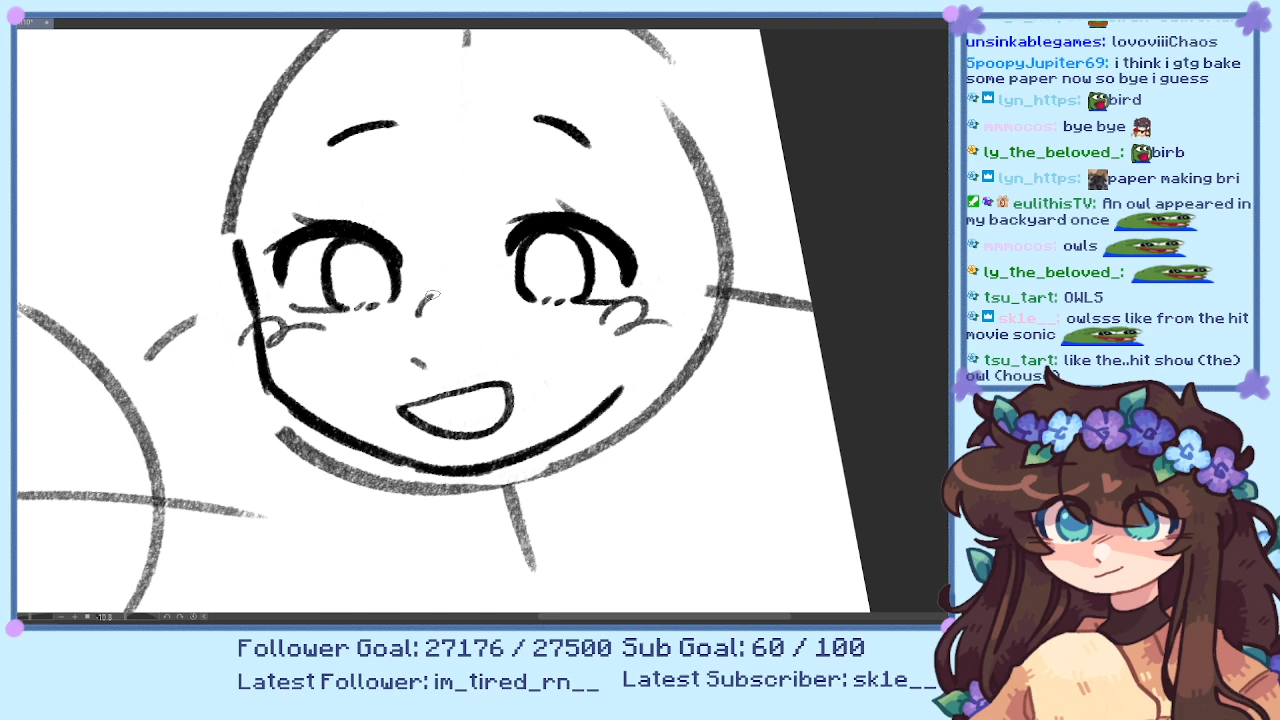 unsinkablegames: lovoviiiChaos
SpoopyJupiter69: i think i gtg bake
some paper now so bye i guess
lyn_https: bird
mmmocos: bye bye
ly_the_beloved_: birb
lyn_https: paper making bri
eulithisTV: An owl appeared in
my backyard once
mmmocos: owls
ly_the_beloved_:
tsu_tart: OWLS
sk1e__: owlsss like from the hit
movie sonic
tsu_tart: like the..hit show (the)
owl (house)
-10.8
Follower Goal: 27176 / 27500 Sub Goal: 60 / 100
Latest Follower: im_tired_rn__ Latest Subscriber: sk1e__